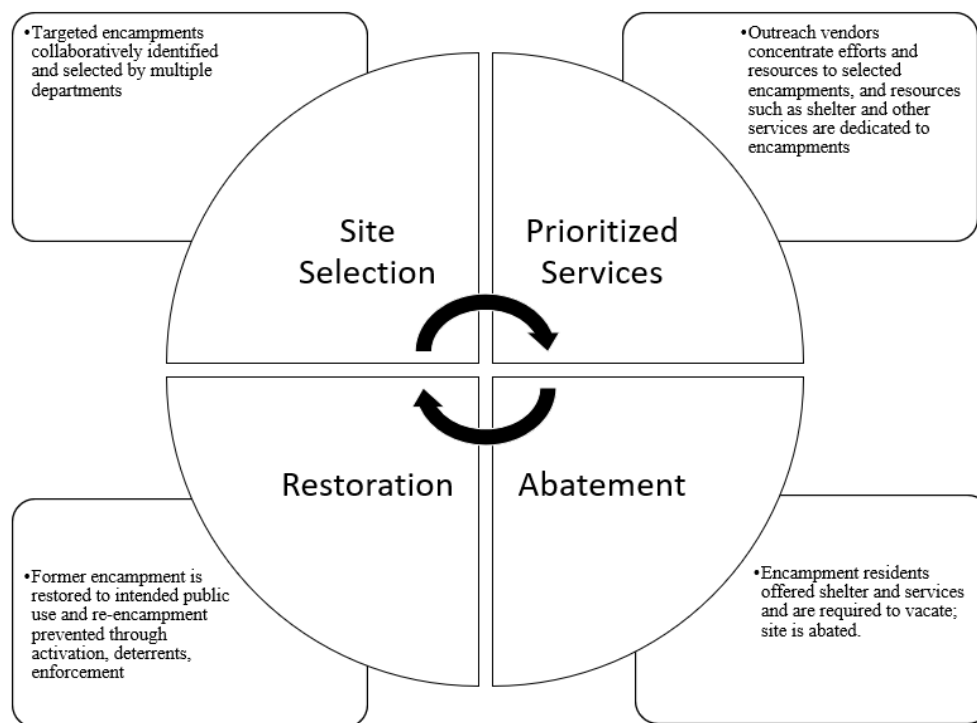 •Targeted encampments
collaboratively identified
and selected by multiple
departments
•Outreach vendors
concentrate efforts and
resources to selected
encampments, and resources
such as shelter and other
services are dedicated to
encampments
Site
Selection
Prioritized
Services
Restoration
Abatement
•Former encampment is
restored to intended public
use and re-encampment
prevented through
activation, deterrents,
enforcement
•Encampment residents
offered shelter and services
and are required to vacate;
site is abated.